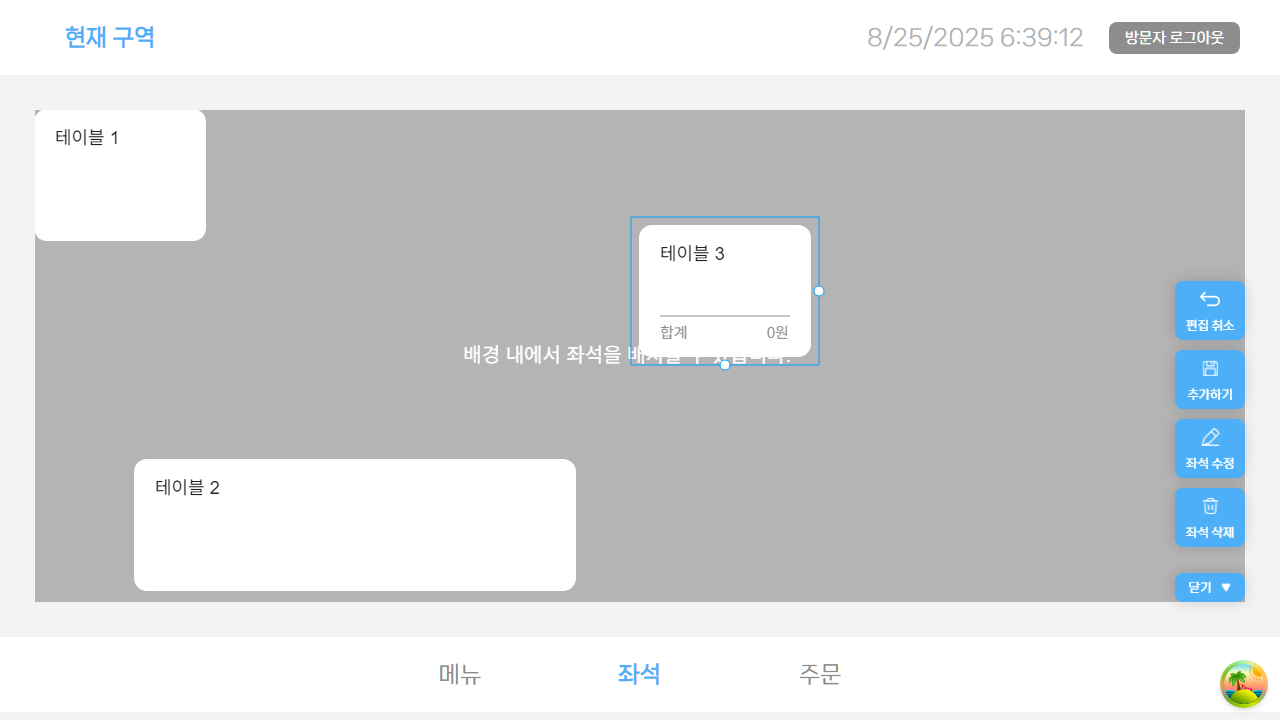 현재 구역
8/25/2025 6:39:12
방문자 로그아웃
테이블 1
테이블 3
합계 0원
배경 내에서 좌석을
편집 취소
추가하기
좌석 수정
테이블 2
좌석 삭제
닫기 ▼
메뉴
좌석
주문